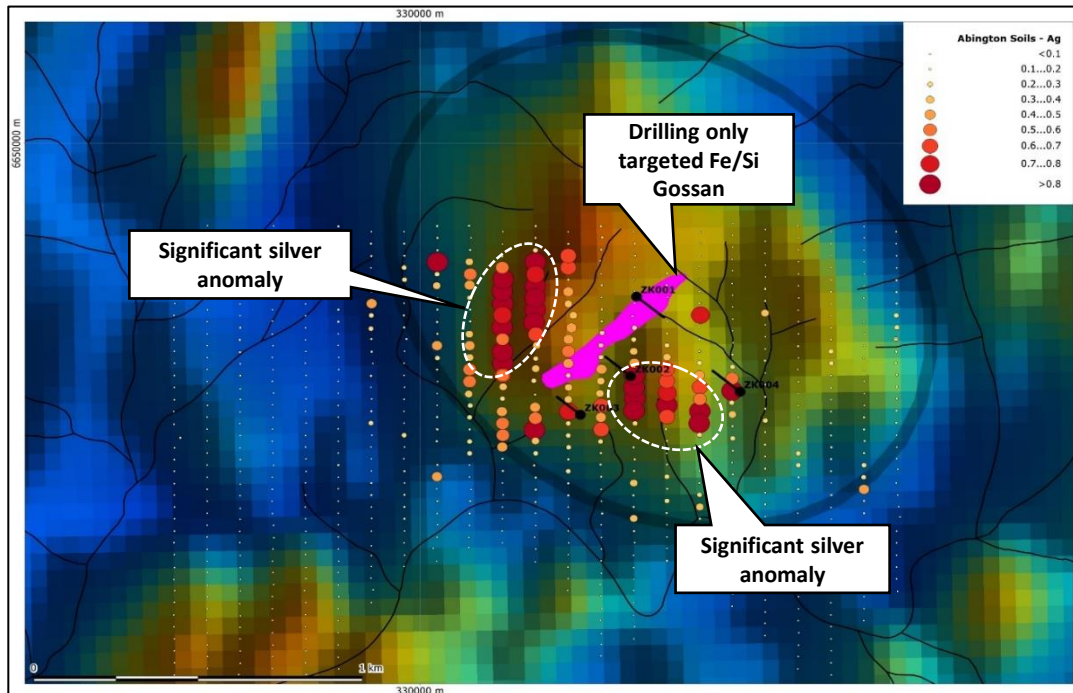 330000 m
6650000 m
Abington Soils - Ag
<0.1
0.1...0.2
0.2...0.3
0.3...0.4
0.4...0.5
0.5...0.6
0.6...0.7
0.7...0.8
>0.8
Drilling only
targeted Fe/Si
Gossan
Significant silver
anomaly
ZK001
ZK002
ZK003
ZK004
Significant silver
anomaly
0
1 km
330000 m